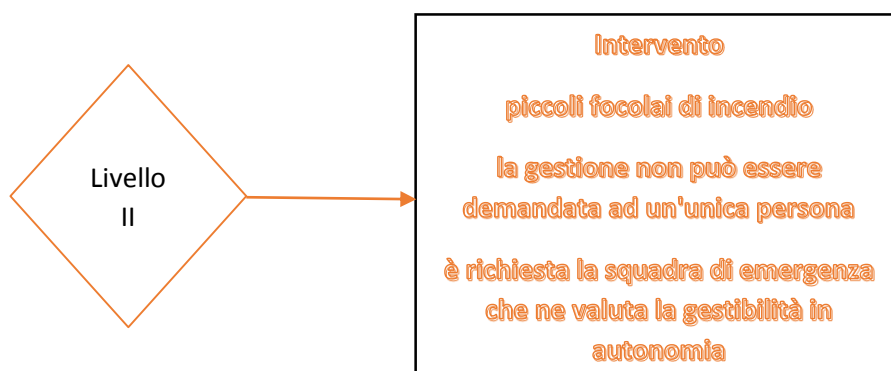 Livello
II
Intervento
piccoli focolai di incendio
la gestione non può essere
demandata ad un'unica persona
è richiesta la squadra di emergenza
che ne valuta la gestibilità in
autonomia